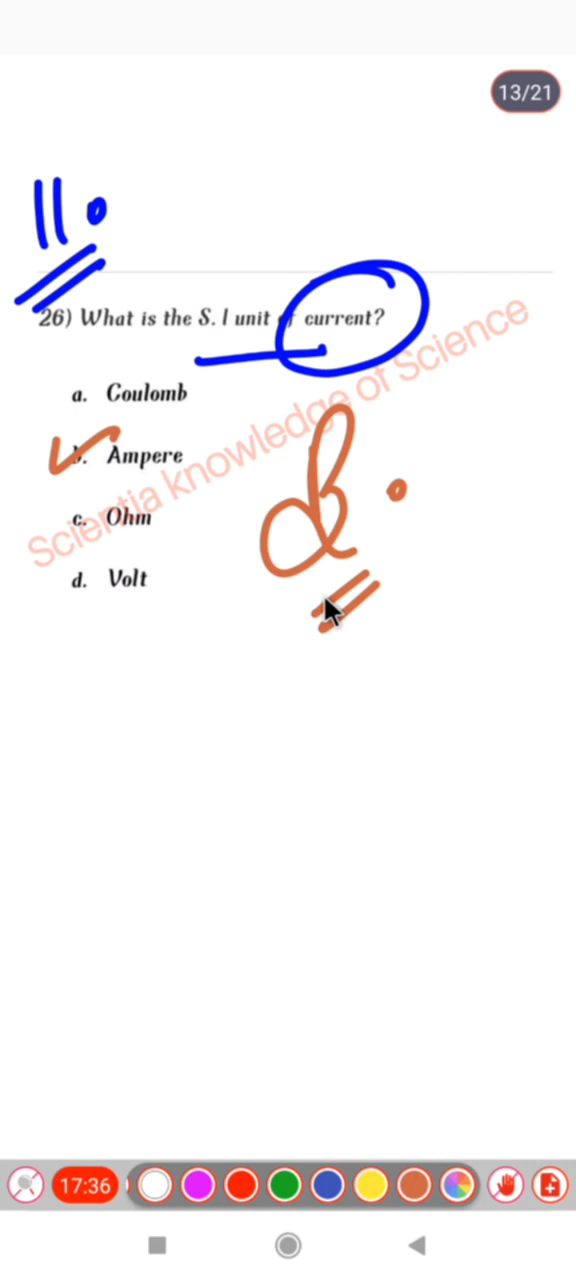 13/21
11.
26) What is the S. I unit of current?
a. Coulomb
b. Ampere
c. Ohm
d. Volt
Scientia knowledge of Science
17:36